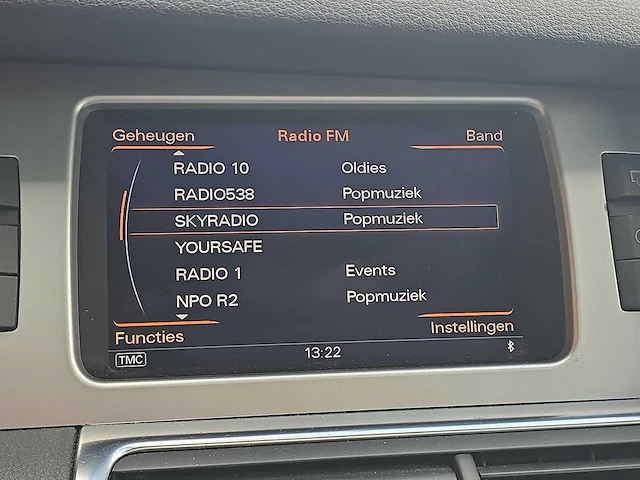 Geheugen Radio FM Band
RADIO 10 Oldies
RADIO538 Popmuziek
SKYRADIO Popmuziek
YOURSAFE
RADIO 1 Events
NPO R2 Popmuziek
Functies Instellingen
TMC 13:22